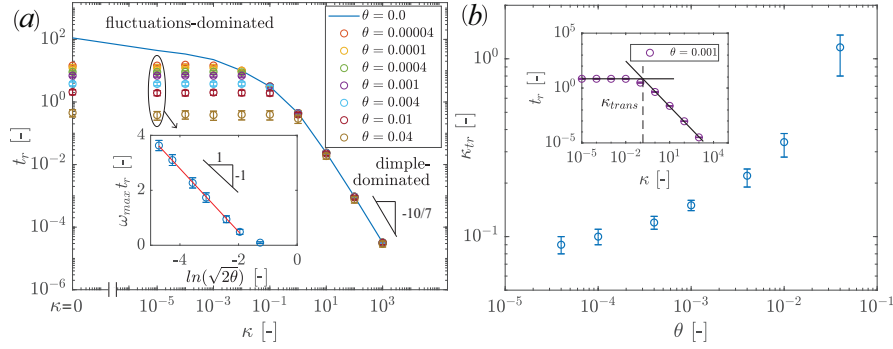 (a)
fluctuations-dominated
θ = 0.0
θ = 0.00004
θ = 0.0001
θ = 0.0004
θ = 0.001
θ = 0.004
θ = 0.01
θ = 0.04
10^2
10^0
10^-2
10^-4
10^-6
t_r [-]
κ=0
10^-5
10^-3
10^-1
10^1
10^3
κ [-]
dimple-
dominated
-10/7
4
2
0
ω_max t_r [-]
1
-1
-4
-2
0
ln(√2θ) [-]
(b)
10^0
10^-1
κ_tr [-]
10^-5
10^-4
10^-3
10^-2
10^-1
θ [-]
θ = 0.001
10^5
10^0
10^-5
t_r [-]
κ_trans
10^-5
10^-3
10^-1
10^1
10^3
κ [-]